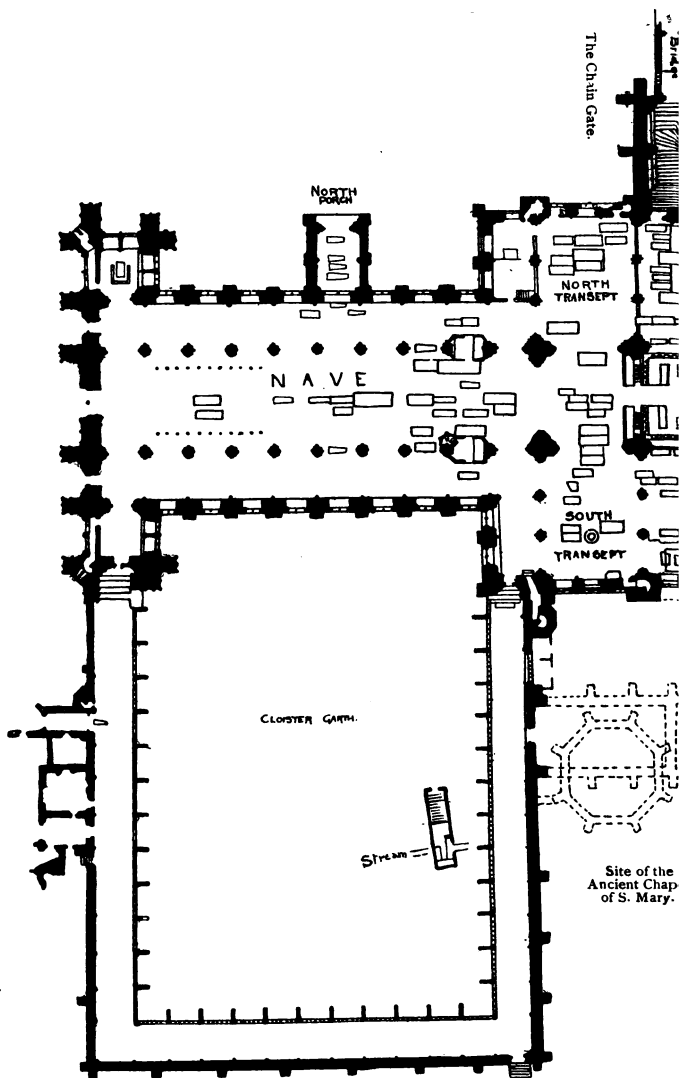 The Chain Gate.
NORTH
PORCH
NORTH
TRANSEPT
NAVE
SOUTH
TRANSEPT
CLOISTER GARTH.
Stream
Site of the
Ancient Chap
of S. Mary.